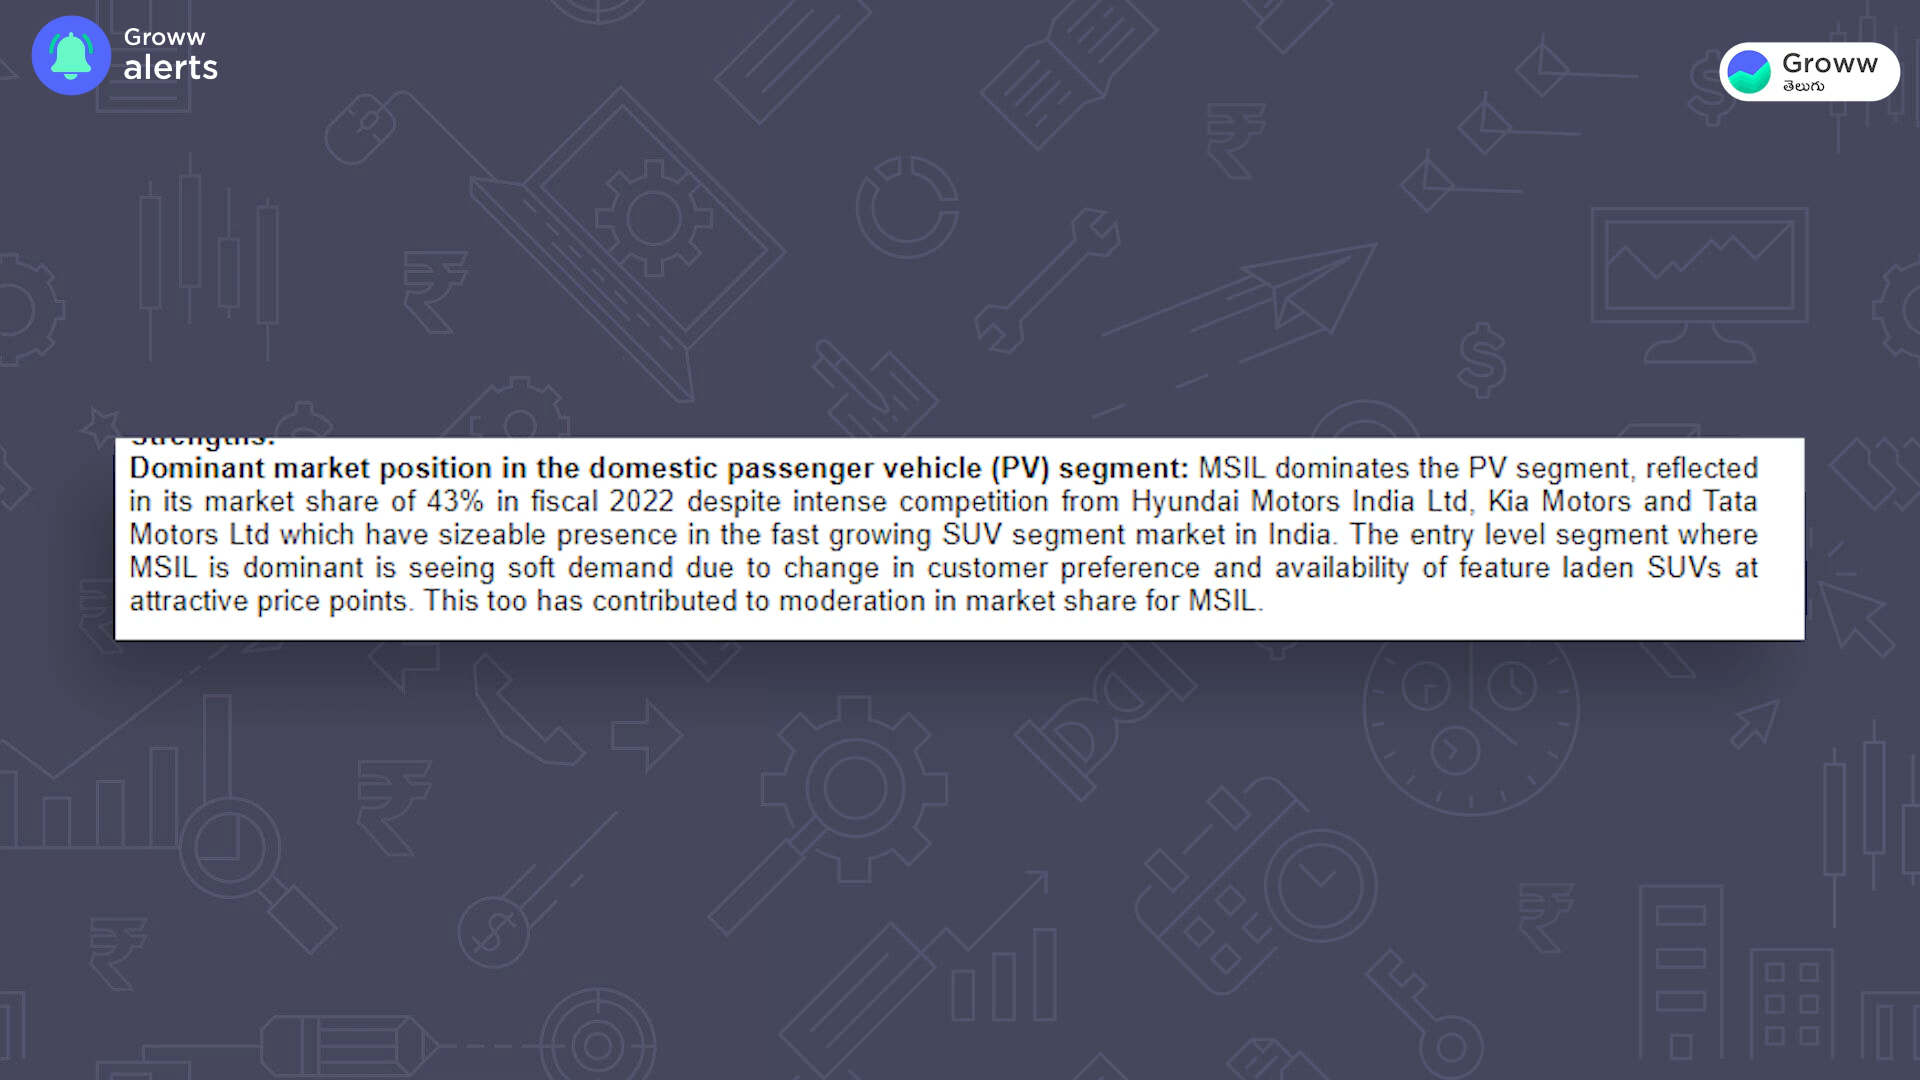 Groww
alerts
Groww
తెలుగు
Strengths:
Dominant market position in the domestic passenger vehicle (PV) segment: MSIL dominates the PV segment, reflected
in its market share of 43% in fiscal 2022 despite intense competition from Hyundai Motors India Ltd, Kia Motors and Tata
Motors Ltd which have sizeable presence in the fast growing SUV segment market in India. The entry level segment where
MSIL is dominant is seeing soft demand due to change in customer preference and availability of feature laden SUVs at
attractive price points. This too has contributed to moderation in market share for MSIL.